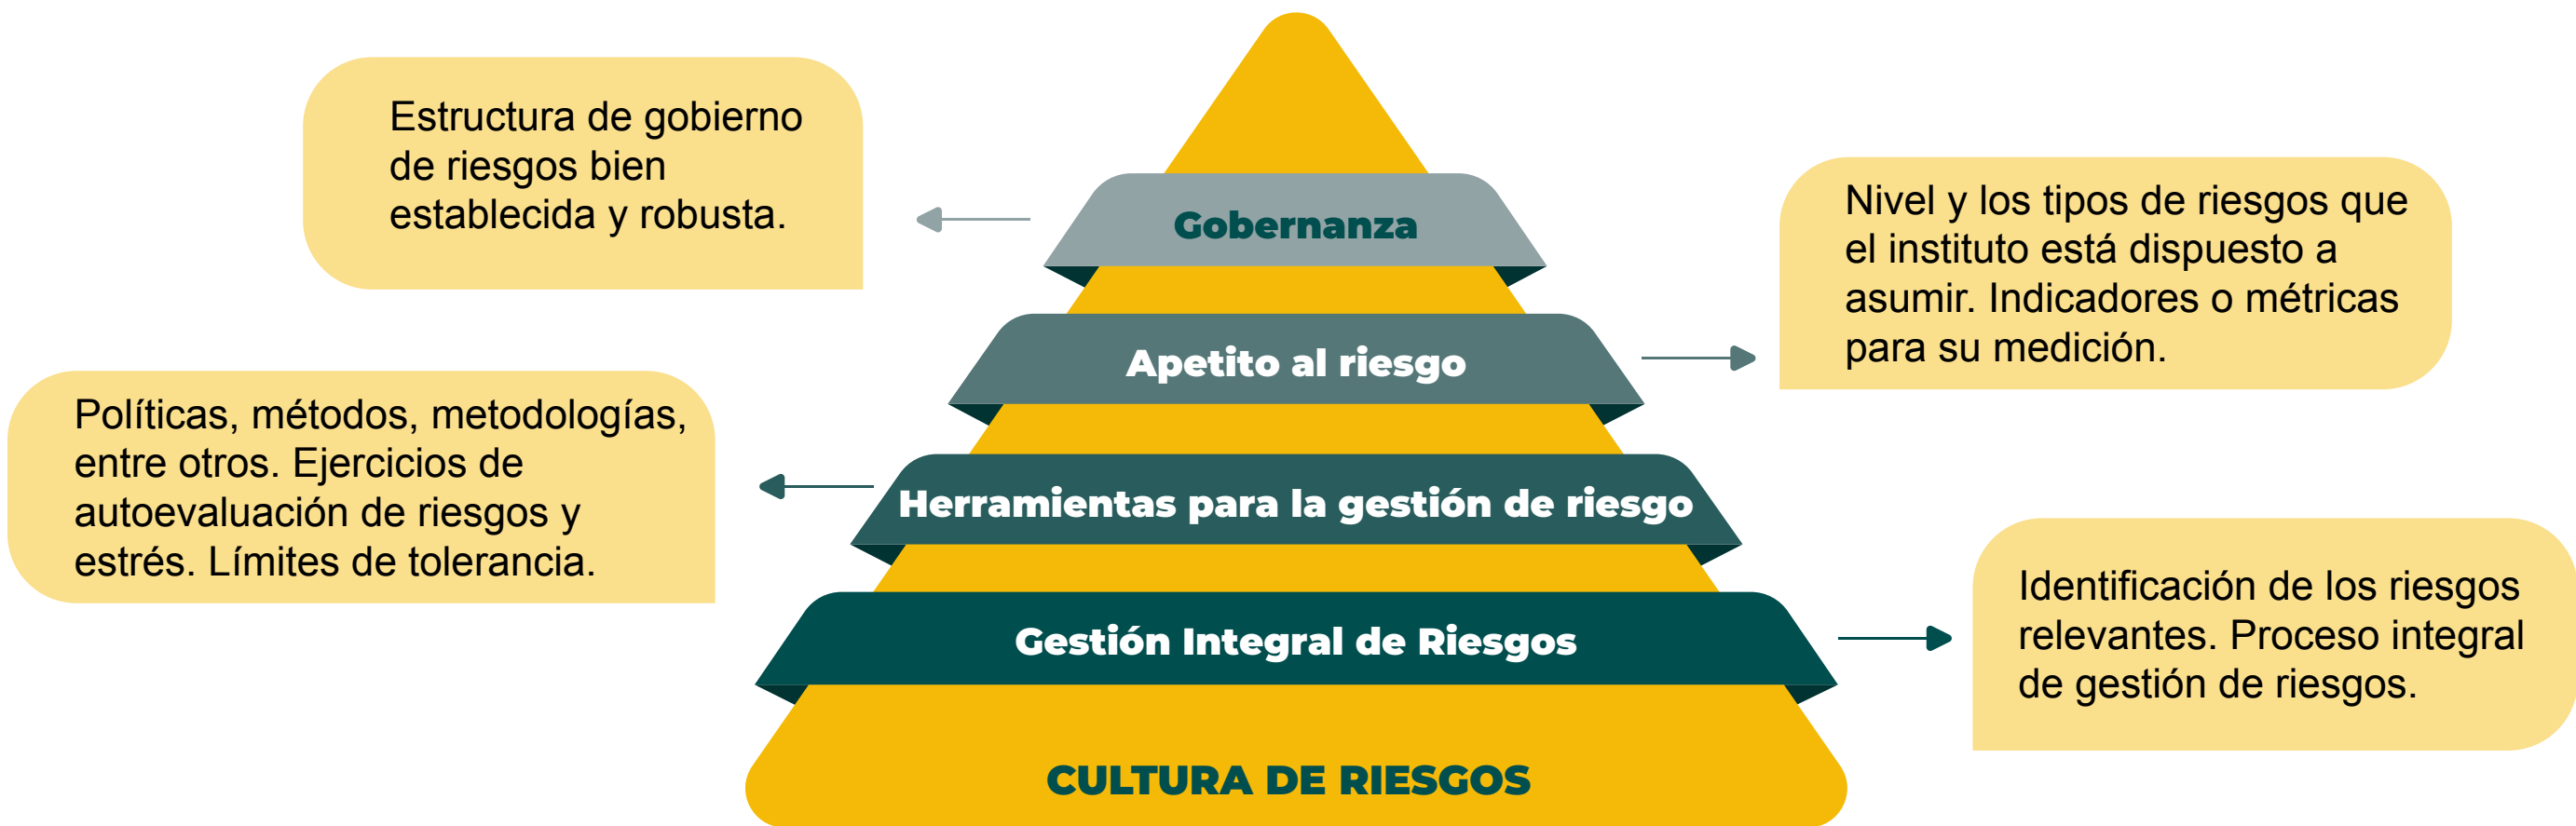 Estructura de gobierno
de riesgos bien
establecida y robusta.
Gobernanza
Nivel y los tipos de riesgos que
el instituto está dispuesto a
asumir. Indicadores o métricas
para su medición.
Apetito al riesgo
Políticas, métodos, metodologías,
entre otros. Ejercicios de
autoevaluación de riesgos y
estrés. Límites de tolerancia.
Herramientas para la gestión de riesgo
Identificación de los riesgos
relevantes. Proceso integral
de gestión de riesgos.
Gestión Integral de Riesgos
CULTURA DE RIESGOS